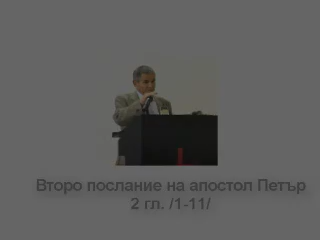 Второ послание на апостол Петър
2 гл. /1-11/